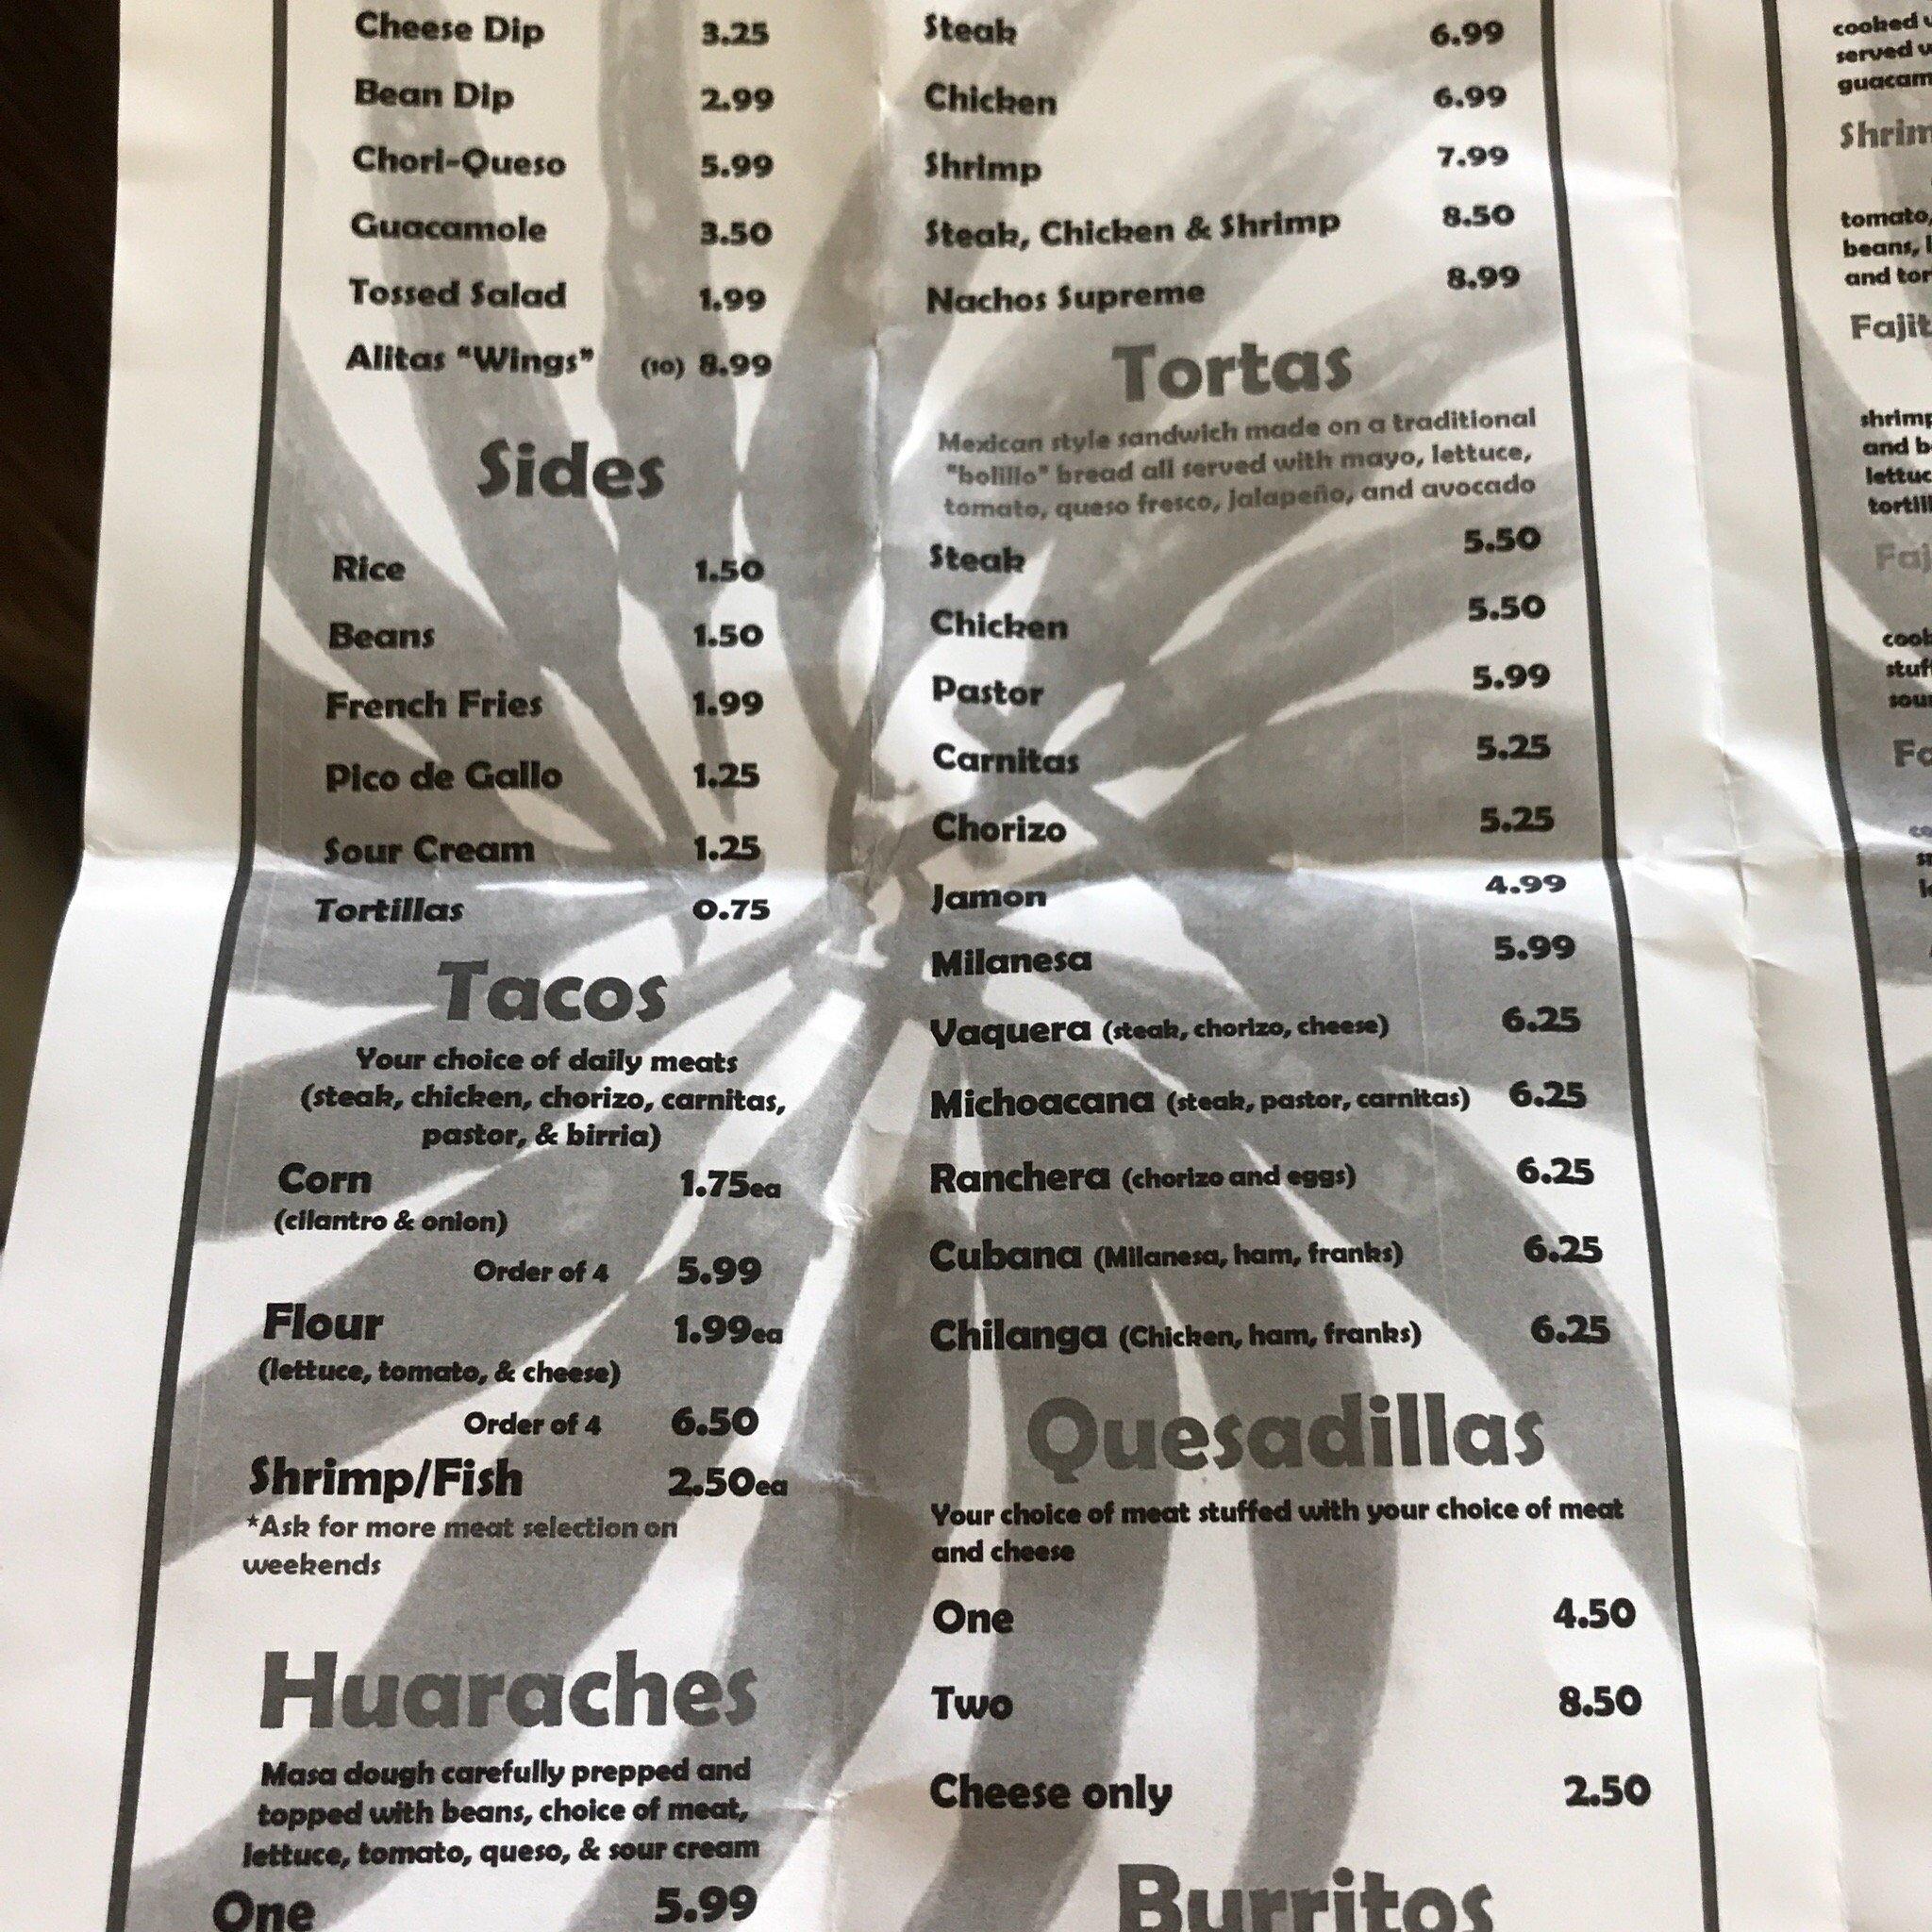 Cheese Dip 3.25
Bean Dip 2.99
Chori-Queso 5.99
Guacamole 3.50
Tossed Salad 1.99
Alitas “Wings” (10) 8.99
Sides
Rice 1.50
Beans 1.50
French Fries 1.99
Pico de Gallo 1.25
Sour Cream 1.25
Tortillas 0.75
Tacos
Your choice of daily meats
(steak, chicken, chorizo, carnitas,
pastor, & birria)
Corn 1.75ea
(cilantro & onion)
Order of 4 5.99
Flour 1.99ea
(lettuce, tomato, & cheese)
Order of 4 6.50
Shrimp/Fish 2.50ea
*Ask for more meat selection on
weekends
Huaraches
Masa dough carefully prepped and
topped with beans, choice of meat,
lettuce, tomato, queso, & sour cream
One 5.99
Steak 6.99
Chicken 6.99
Shrimp 7.99
Steak, Chicken & Shrimp 8.50
Nachos Supreme 8.99
Tortas
Mexican style sandwich made on a traditional
"bolillo" bread all served with mayo, lettuce,
tomato, queso fresco, jalapeño, and avocado
Steak 5.50
Chicken 5.50
Pastor 5.99
Carnitas 5.25
Chorizo 5.25
Jamon 4.99
Milanesa 5.99
Vaquera (steak, chorizo, cheese) 6.25
Michoacana (steak, pastor, carnitas) 6.25
Ranchera (chorizo and eggs) 6.25
Cubana (Milanesa, ham, franks) 6.25
Chilanga (Chicken, ham, franks) 6.25
Quesadillas
Your choice of meat stuffed with your choice of meat
and cheese
One 4.50
Two 8.50
Cheese only 2.50
Burritos
cooked
served
tomato,
beans,
and
and